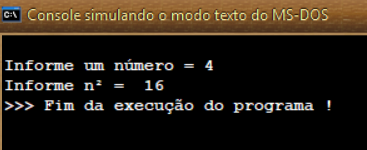 C:\ Console simulando o modo texto do MS-DOS
Informe um número = 4
Informe n² =  16
>>> Fim da execução do programa !